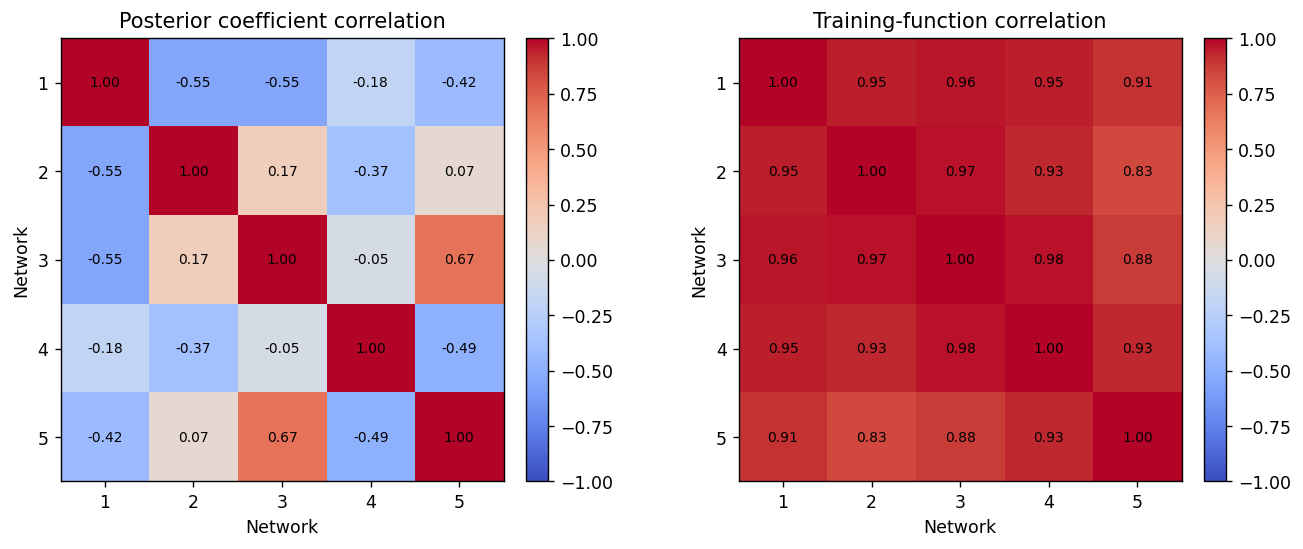 Posterior coefficient correlation
Training-function correlation
1 1.00 -0.55 -0.55 -0.18 -0.42
2 -0.55 1.00 0.17 -0.37 0.07
3 -0.55 0.17 1.00 -0.05 0.67
4 -0.18 -0.37 -0.05 1.00 -0.49
5 -0.42 0.07 0.67 -0.49 1.00
1 2 3 4 5
Network
Network
1.00
0.75
0.50
0.25
0.00
−0.25
−0.50
−0.75
−1.00
1 1.00 0.95 0.96 0.95 0.91
2 0.95 1.00 0.97 0.93 0.83
3 0.96 0.97 1.00 0.98 0.88
4 0.95 0.93 0.98 1.00 0.93
5 0.91 0.83 0.88 0.93 1.00
1 2 3 4 5
Network
Network
1.00
0.75
0.50
0.25
0.00
−0.25
−0.50
−0.75
−1.00